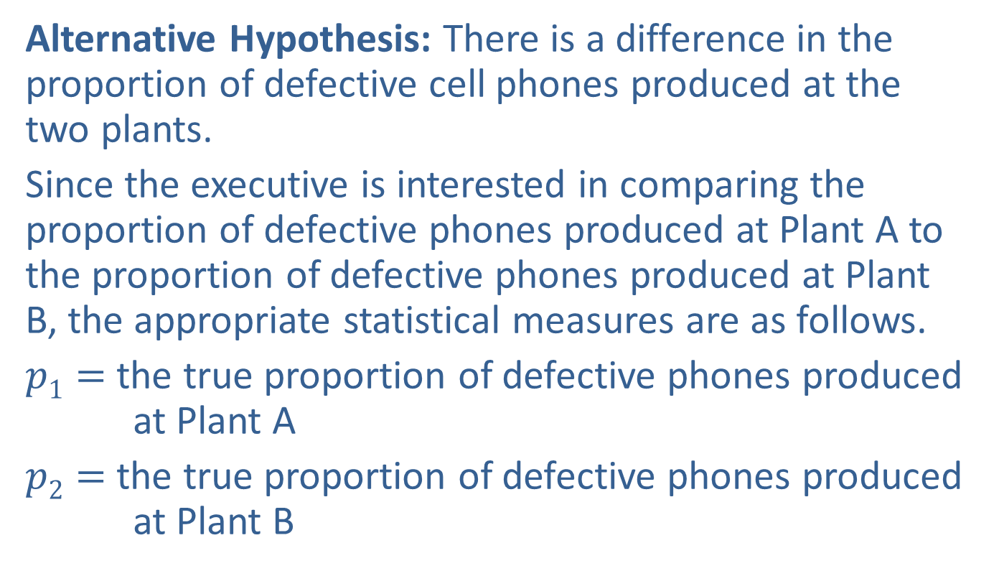 Alternative Hypothesis: There is a difference in the
proportion of defective cell phones produced at the
two plants.
Since the executive is interested in comparing the
proportion of defective phones produced at Plant A to
the proportion of defective phones produced at Plant
B, the appropriate statistical measures are as follows.
p₁ = the true proportion of defective phones produced
at Plant A
p₂ = the true proportion of defective phones produced
at Plant B